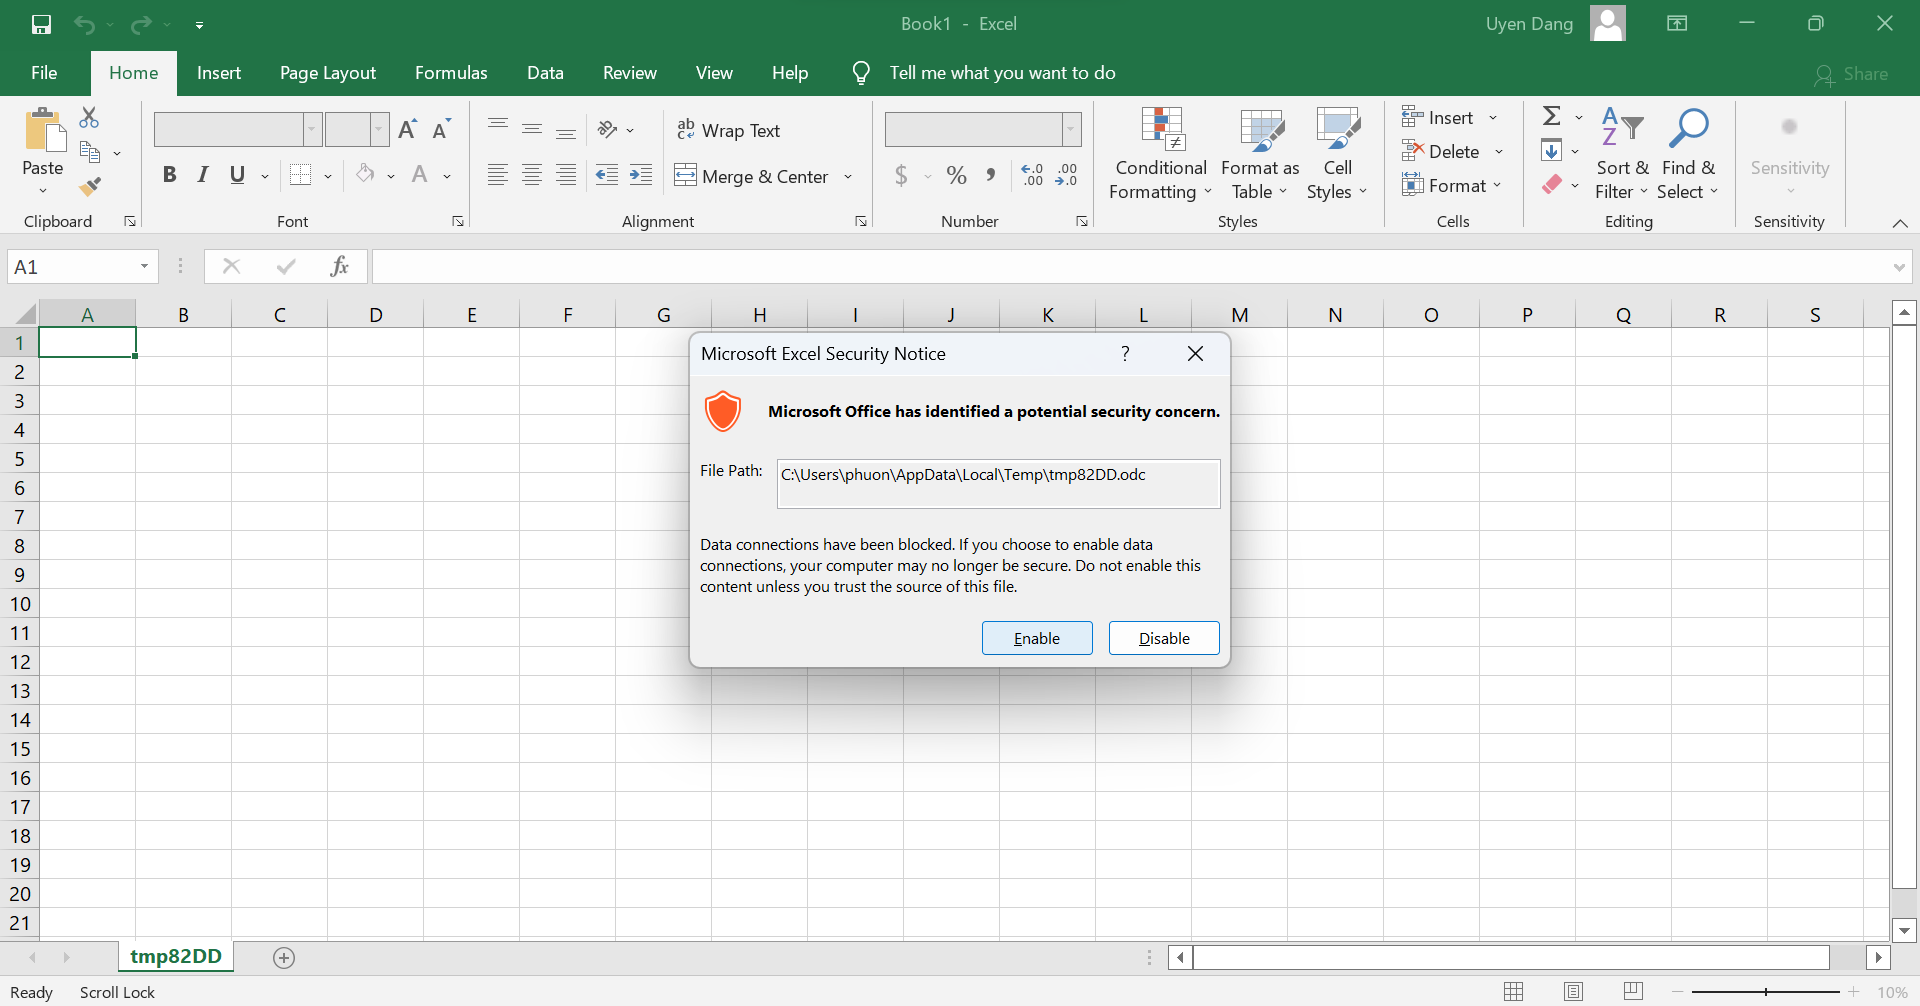 Book1 - Excel
Uyen Dang
File Home Insert Page Layout Formulas Data Review View Help Tell me what you want to do Share
Paste
Clipboard
B I U A
Font
ab Wrap Text
Merge & Center
Alignment
$ % , .0 .00 .00 .0
Number
Conditional Formatting
Format as Table
Cell Styles
Styles
Insert
Delete
Format
Cells
Sort & Filter
Find & Select
Editing
Sensitivity
Sensitivity
A1
fx
A B C D E F G H I J K L M N O P Q R S
1
2
3
4
5
6
7
8
9
10
11
12
13
14
15
16
17
18
19
20
21
Microsoft Excel Security Notice ?
Microsoft Office has identified a potential security concern.
File Path: C:\Users\phuon\AppData\Local\Temp\tmp82DD.odc
Data connections have been blocked. If you choose to enable data
connections, your computer may no longer be secure. Do not enable this
content unless you trust the source of this file.
Enable Disable
tmp82DD
Ready Scroll Lock 10%